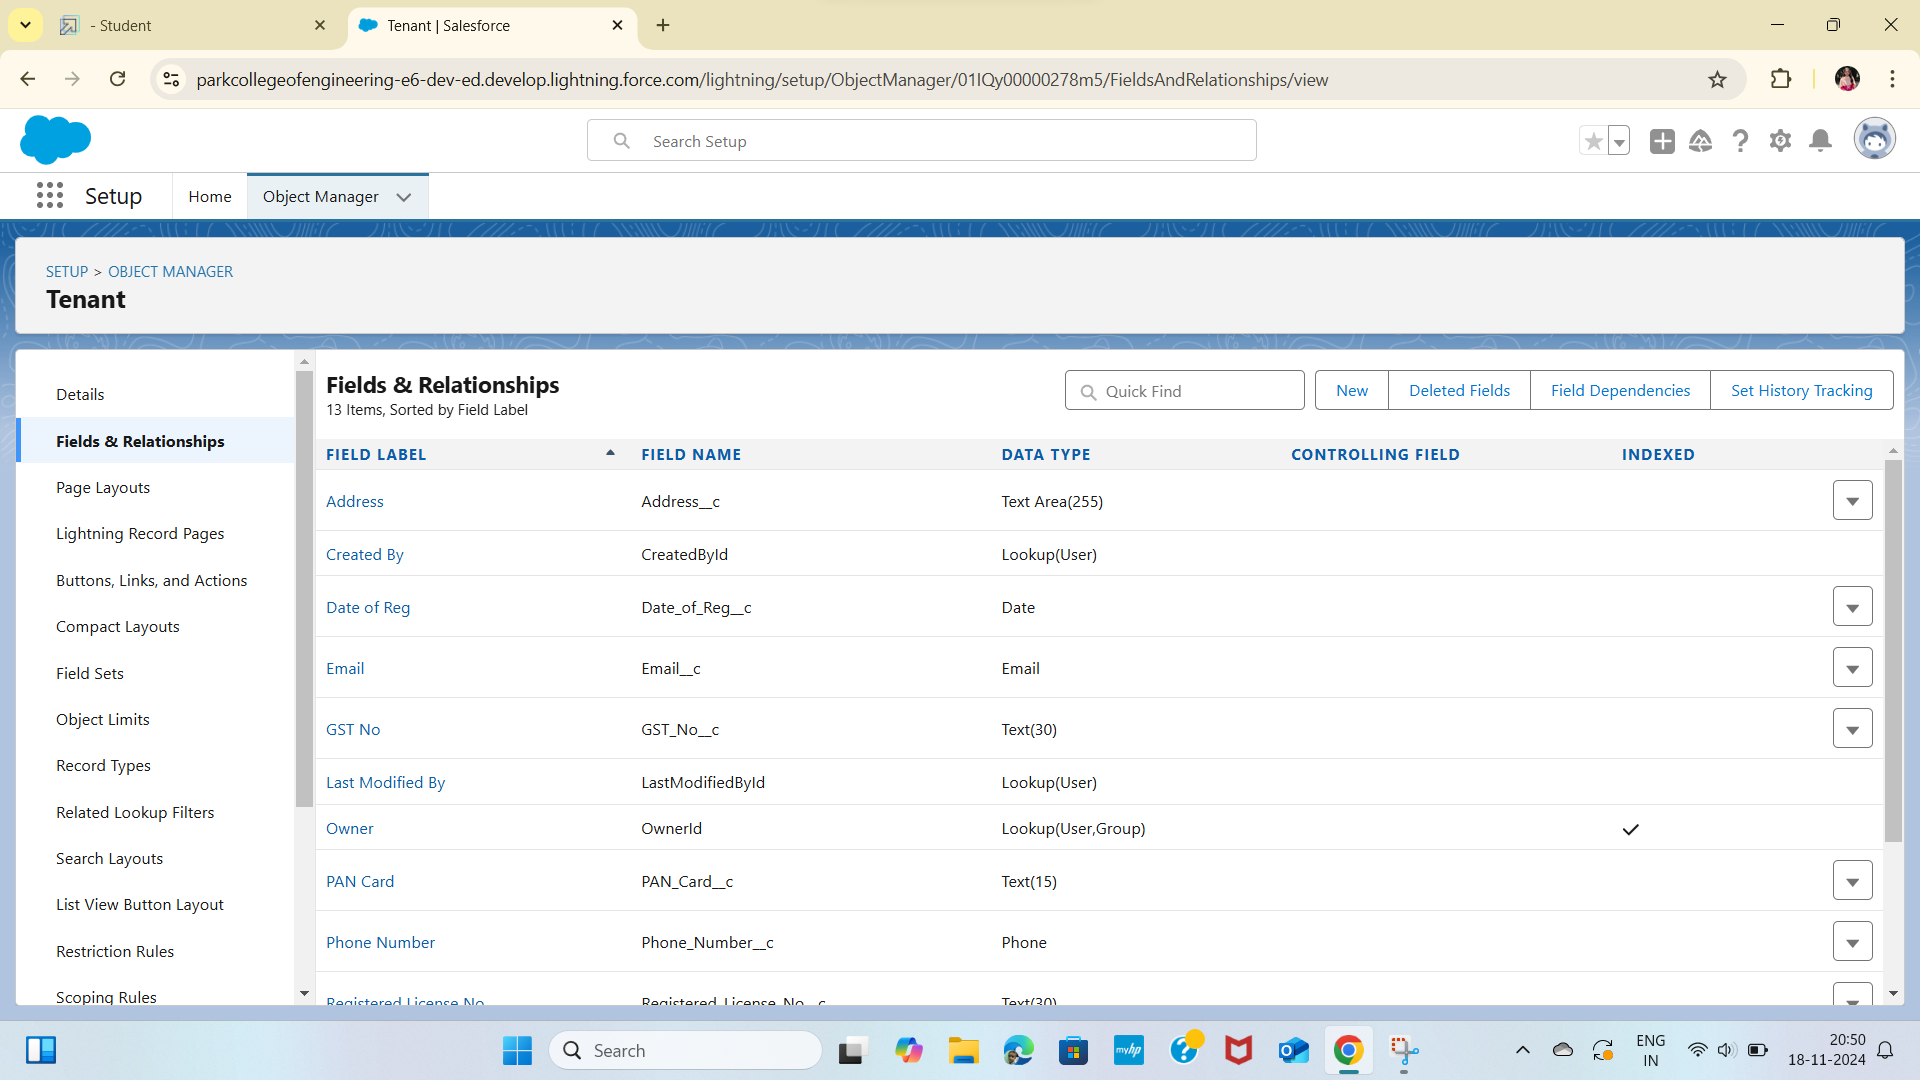 - Student
Tenant | Salesforce
parkcollegeofengineering-e6-dev-ed.develop.lightning.force.com/lightning/setup/ObjectManager/01IQy00000278m5/FieldsAndRelationships/view
Search Setup
Setup
Home
Object Manager
SETUP > OBJECT MANAGER
Tenant
Details
Fields & Relationships
Page Layouts
Lightning Record Pages
Buttons, Links, and Actions
Compact Layouts
Field Sets
Object Limits
Record Types
Related Lookup Filters
Search Layouts
List View Button Layout
Restriction Rules
Scoping Rules
Fields & Relationships
13 Items, Sorted by Field Label
Quick Find
New
Deleted Fields
Field Dependencies
Set History Tracking
FIELD LABEL FIELD NAME DATA TYPE CONTROLLING FIELD INDEXED
Address Address__c Text Area(255)
Created By CreatedById Lookup(User)
Date of Reg Date_of_Reg__c Date
Email Email__c Email
GST No GST_No__c Text(30)
Last Modified By LastModifiedById Lookup(User)
Owner OwnerId Lookup(User,Group)
PAN Card PAN_Card__c Text(15)
Phone Number Phone_Number__c Phone
Registered License No Registered_License_No__c Text(30)
Search
myhp
ENG
IN
20:50
18-11-2024